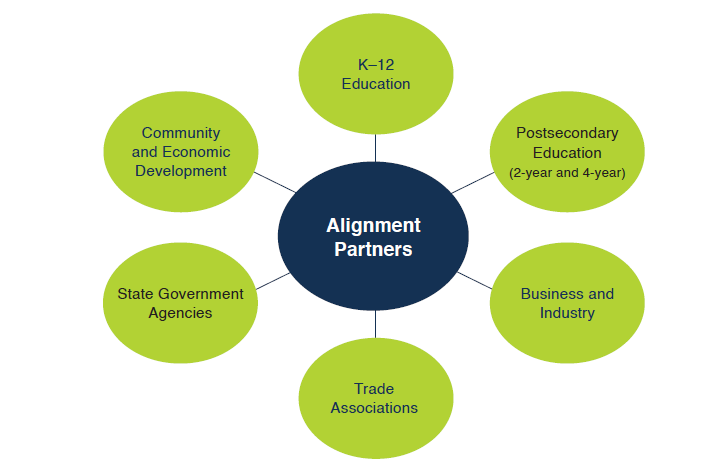 K–12
Education
Community
and Economic
Development
Postsecondary
Education
(2-year and 4-year)
Alignment
Partners
State Government
Agencies
Business and
Industry
Trade
Associations